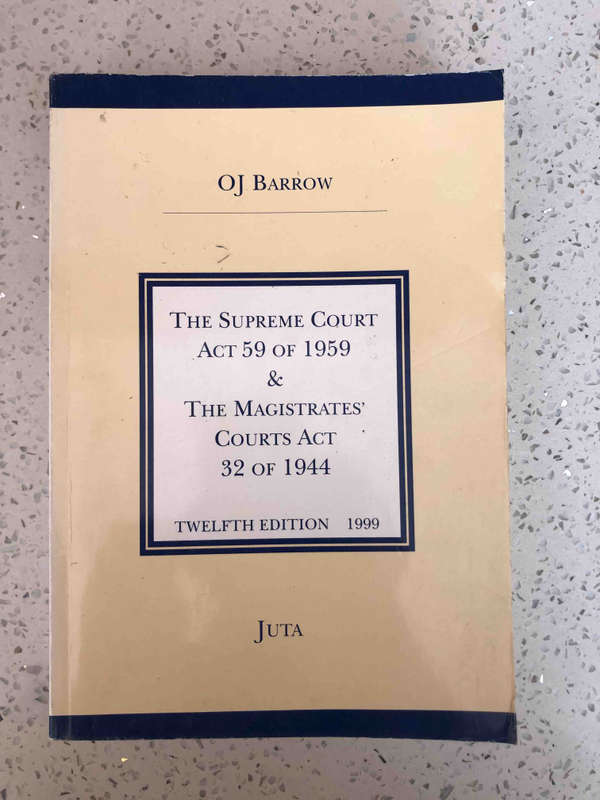 OJ BARROW
THE SUPREME COURT
ACT 59 OF 1959
&
THE MAGISTRATES'
COURTS ACT
32 OF 1944
TWELFTH EDITION 1999
JUTA